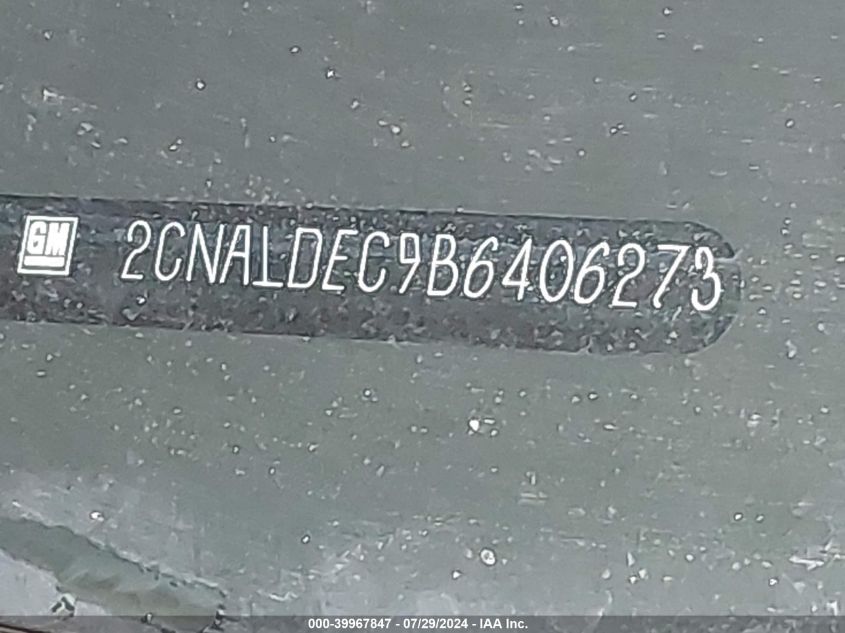 GM 2CNALDEC9B6406273
000-39967847 - 07/29/2024 - IAA Inc.